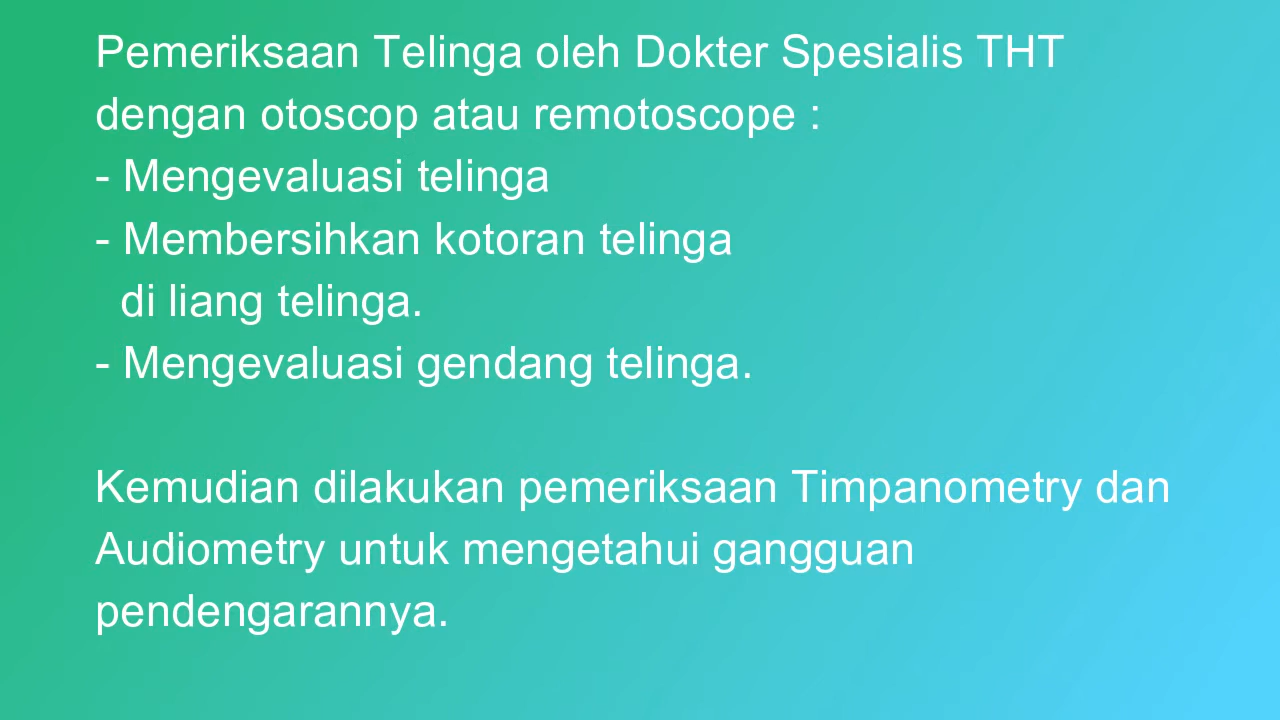 Pemeriksaan Telinga oleh Dokter Spesialis THT
dengan otoscop atau remotoscope :
- Mengevaluasi telinga
- Membersihkan kotoran telinga
di liang telinga.
- Mengevaluasi gendang telinga.
Kemudian dilakukan pemeriksaan Timpanometry dan
Audiometry untuk mengetahui gangguan
pendengarannya.